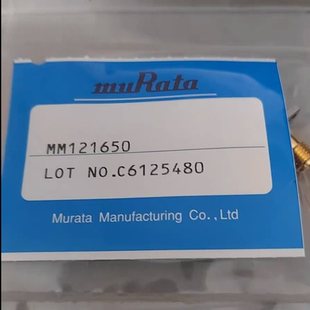 muRata
MM121650
LOT NO.C6125480
Murata Manufacturing Co.,Ltd